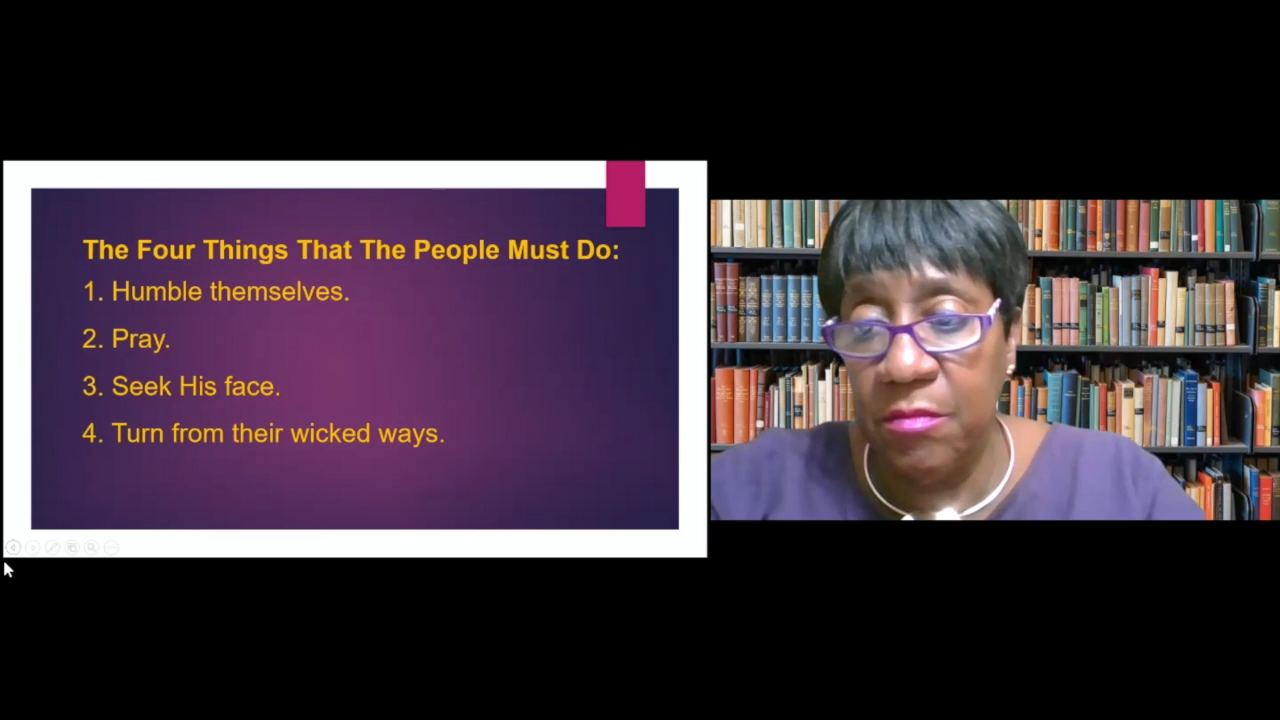 The Four Things That The People Must Do:
1. Humble themselves.
2. Pray.
3. Seek His face.
4. Turn from their wicked ways.